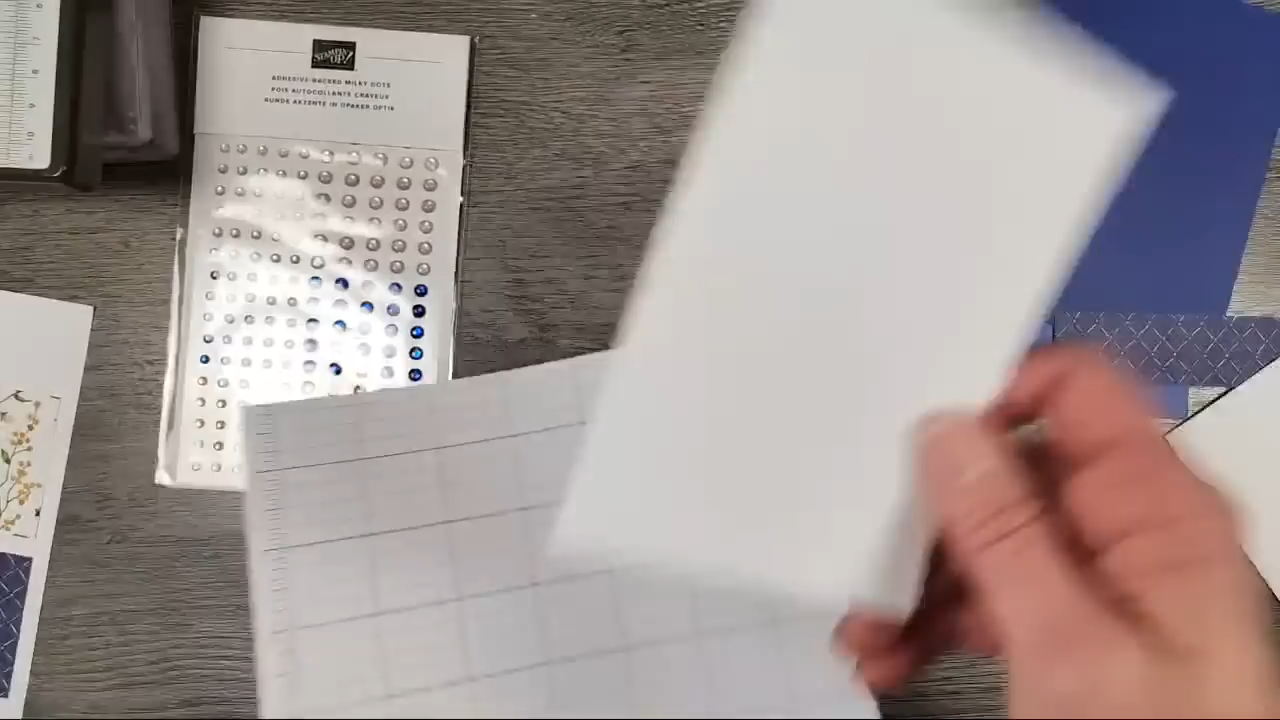 STAMPIN' UP!
ADHESIVE-BACKED MILKY DOTS
POIS AUTOCOLLANTS CRAYEUX
RUNDE AKZENTE IN OPAKER OPTIK